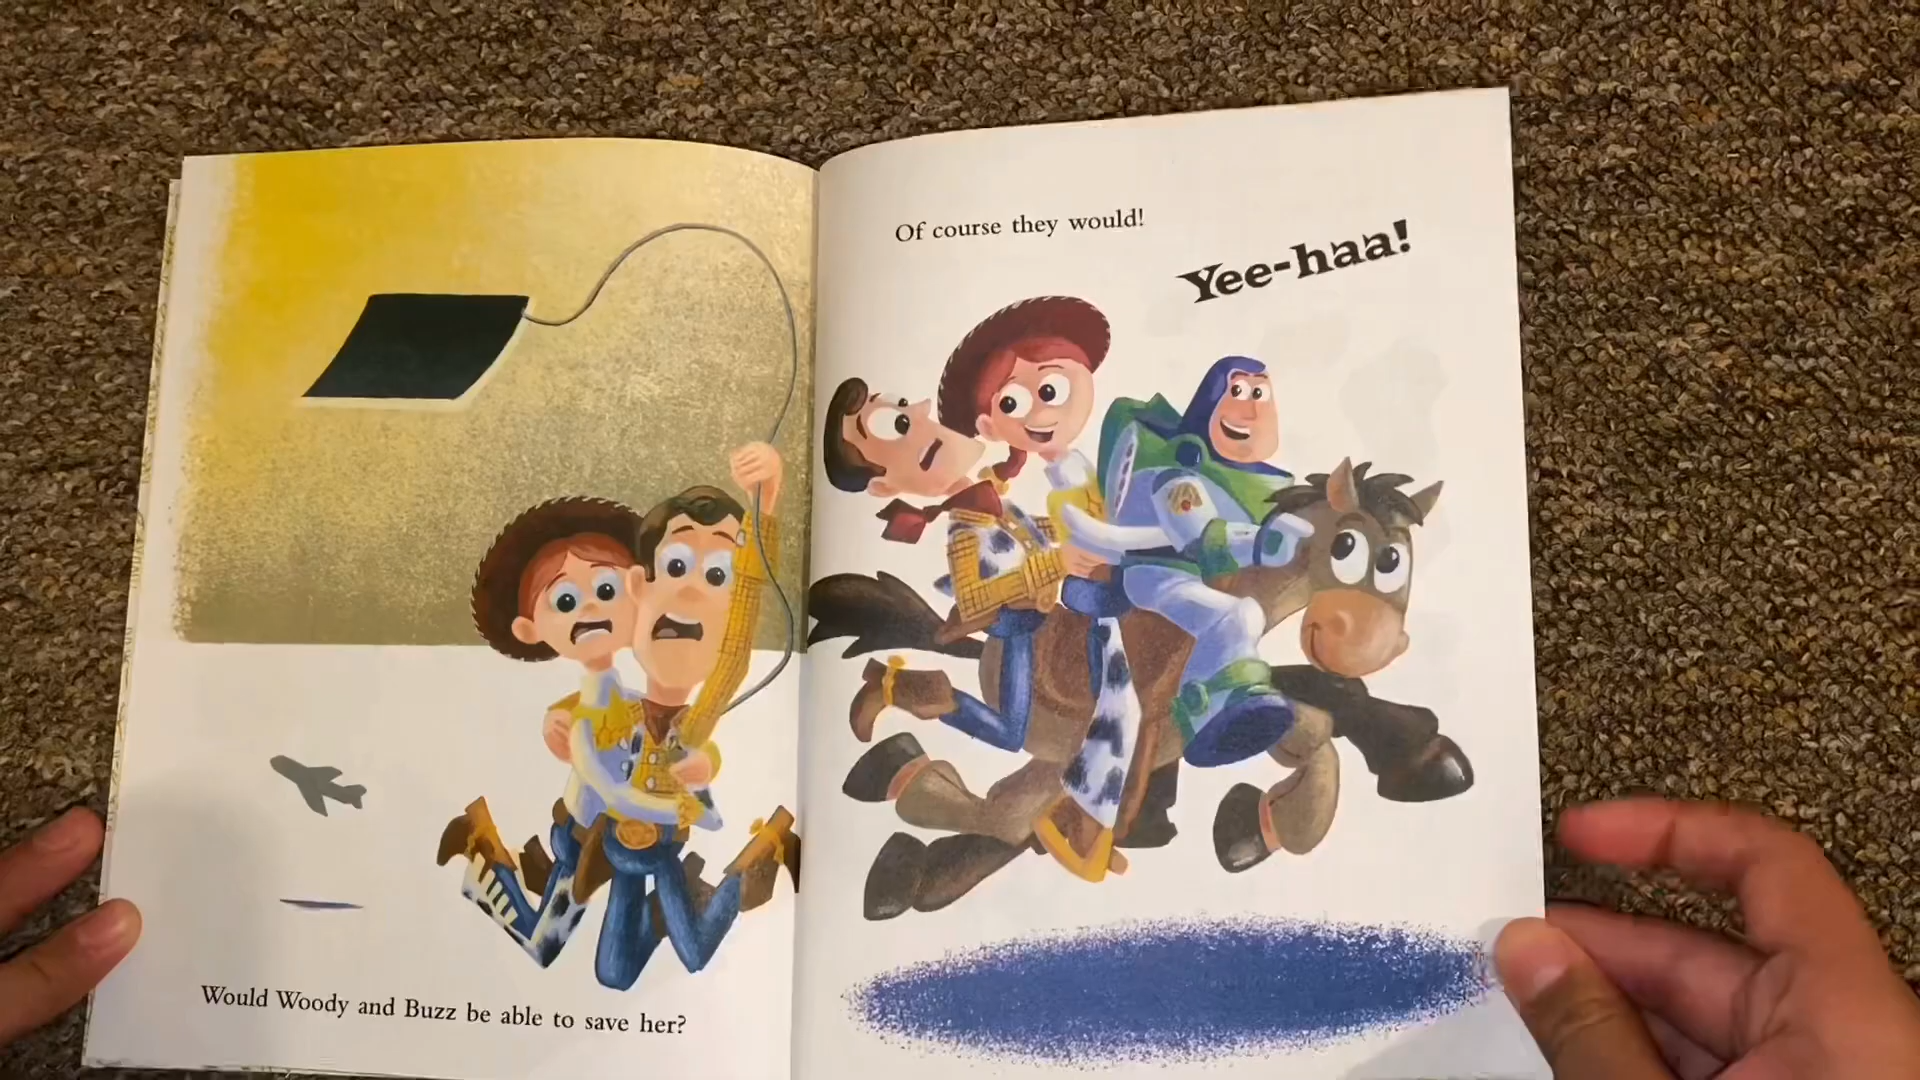 Would Woody and Buzz be able to save her?
Of course they would!
Yee-haa!